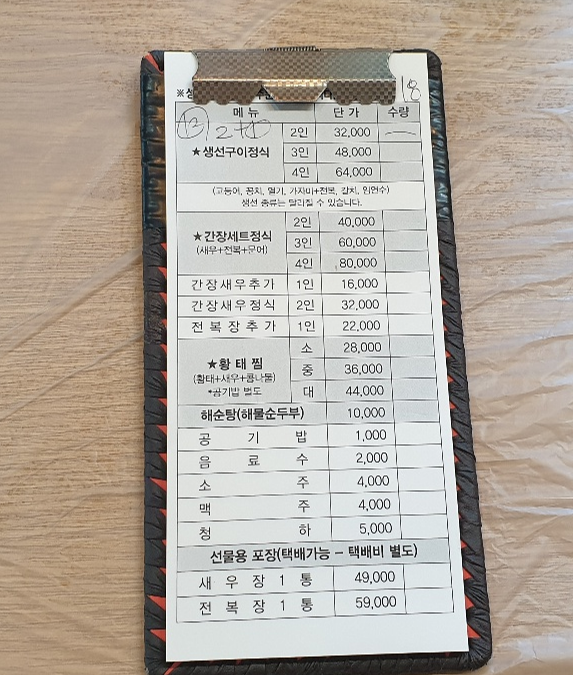 18
메뉴 단가 수량
2+1
★생선구이정식 2인 32,000
3인 48,000
4인 64,000
(고등어, 꽁치, 열기, 가자미+전복, 갈치, 임연수)
생선 종류는 달라질 수 있습니다.
★간장세트정식 2인 40,000
(새우+전복+문어) 3인 60,000
4인 80,000
간장새우추가 1인 16,000
간장새우정식 2인 32,000
전복장추가 1인 22,000
★황태찜 소 28,000
(황태+새우+콩나물) 중 36,000
*공기밥 별도 대 44,000
해순탕(해물순두부) 10,000
공기밥 1,000
음료수 2,000
소주 4,000
맥주 4,000
청하 5,000
선물용 포장(택배가능 - 택배비 별도)
새우장1통 49,000
전복장1통 59,000